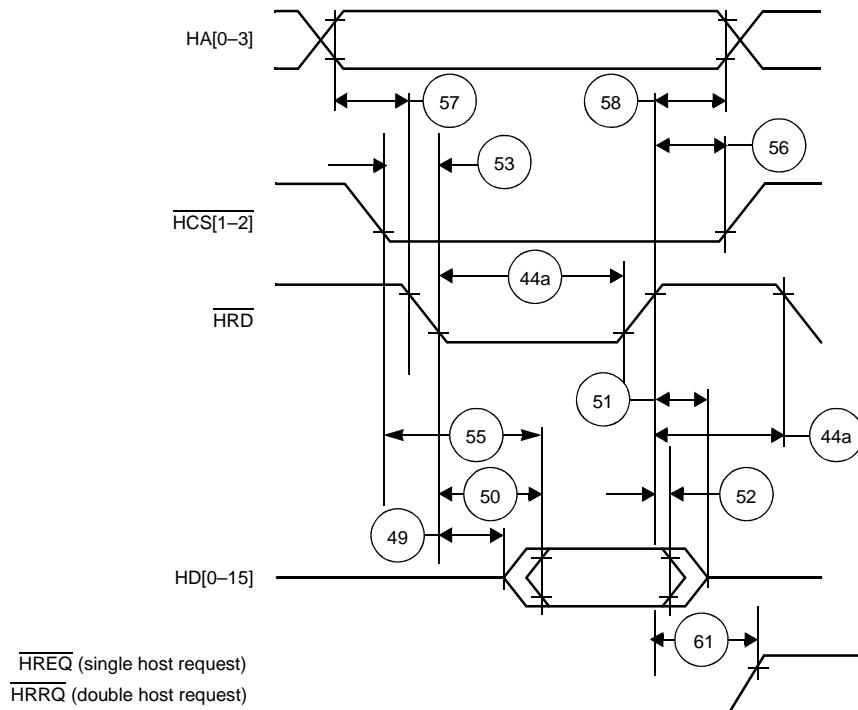 HA[0–3]
57
58
53
56
HCS[1–2]
44a
HRD
51
55
44a
50
52
49
HD[0–15]
61
HREQ (single host request)
HRRQ (double host request)